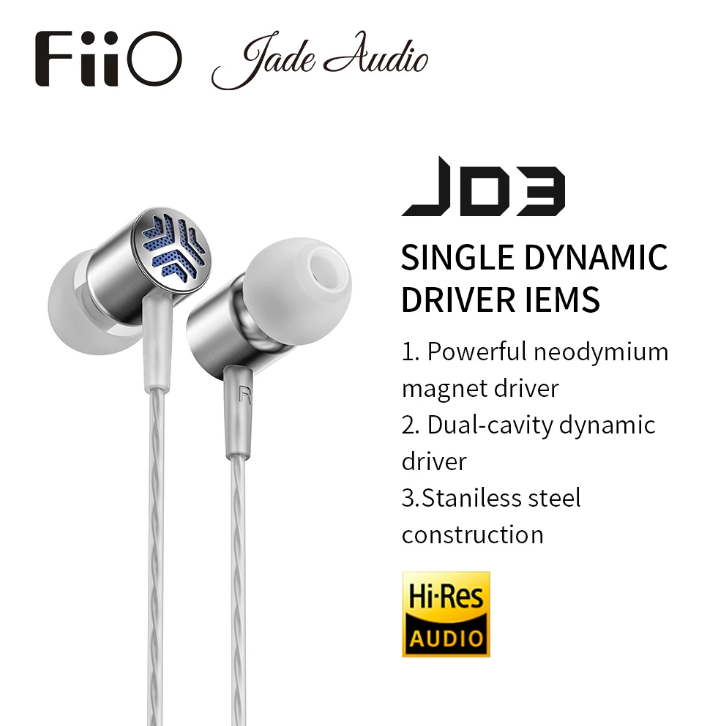 FiiO Jade Audio
JD3
SINGLE DYNAMIC
DRIVER IEMS
1. Powerful neodymium
magnet driver
2. Dual-cavity dynamic
driver
3.Staniless steel
construction
R
Hi-Res
AUDIO